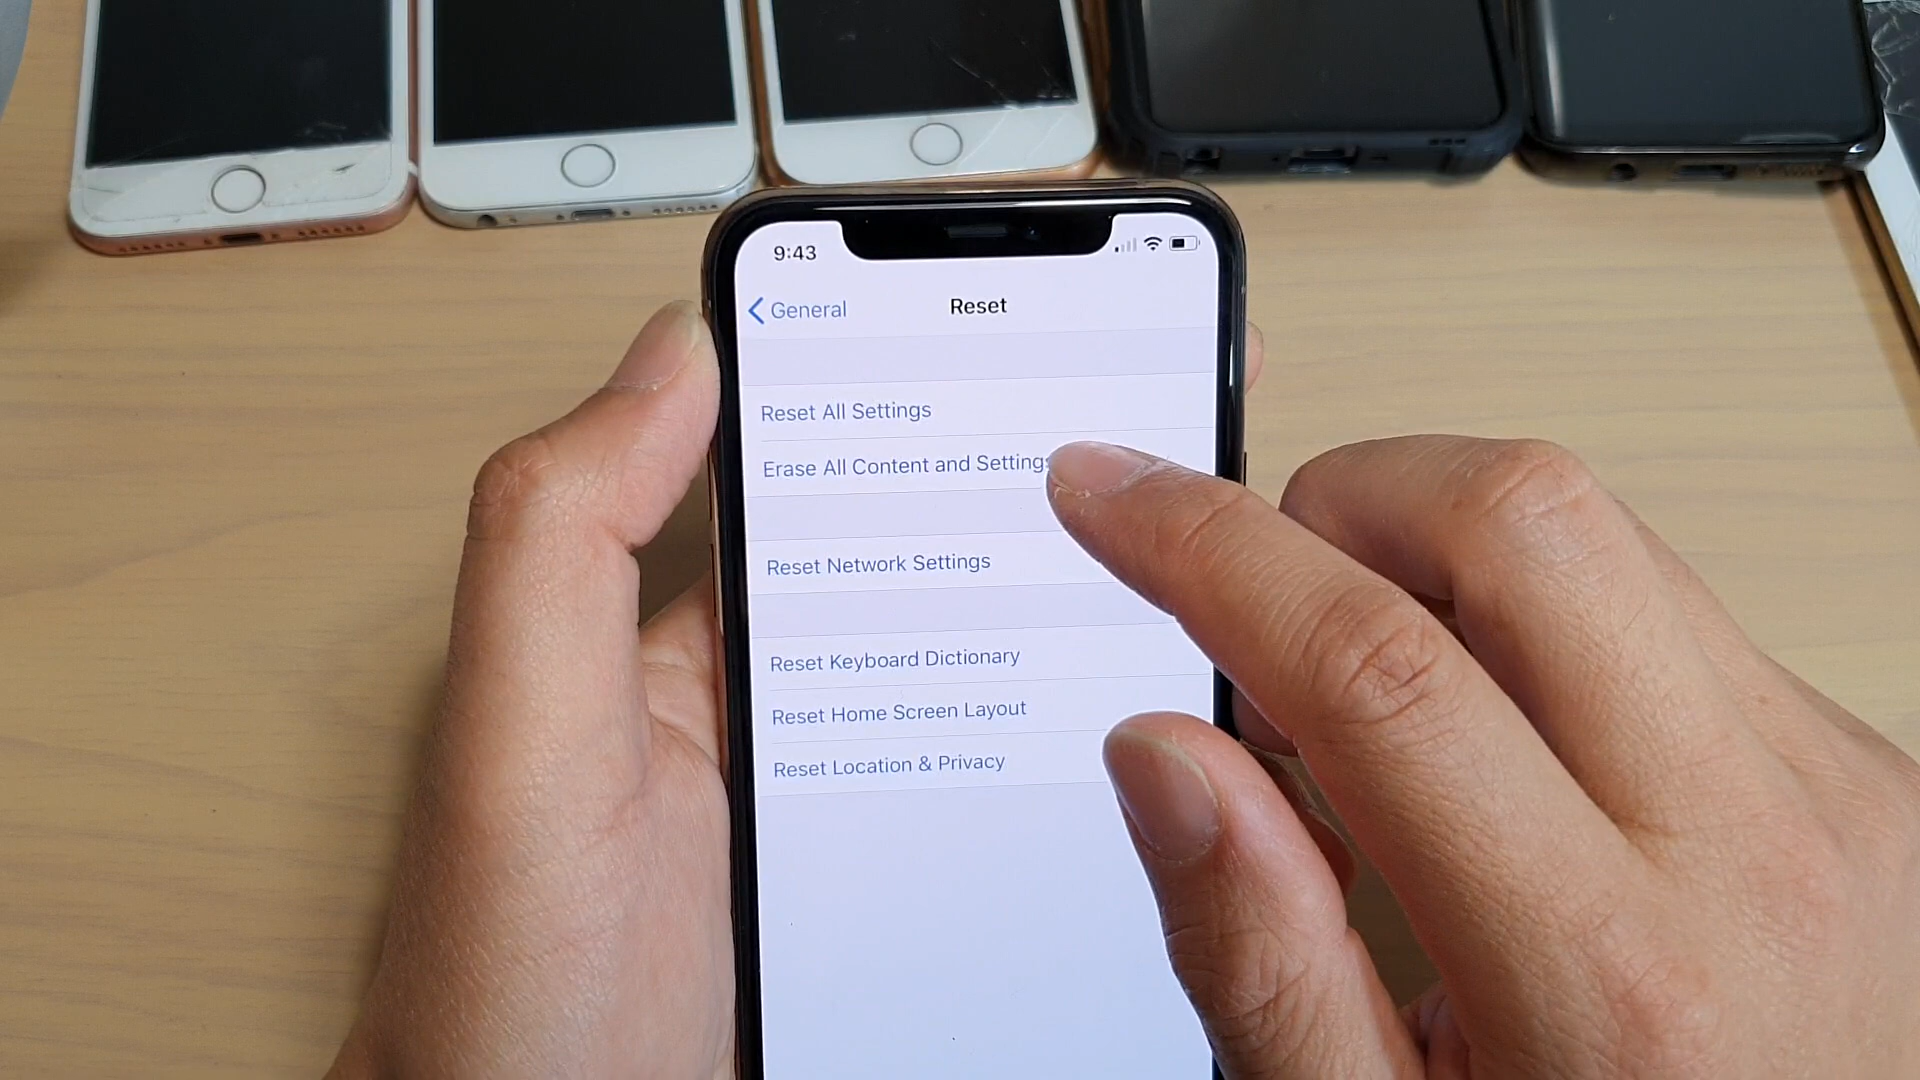 9:43
General
Reset
Reset All Settings
Erase All Content and Settings
Reset Network Settings
Reset Keyboard Dictionary
Reset Home Screen Layout
Reset Location & Privacy